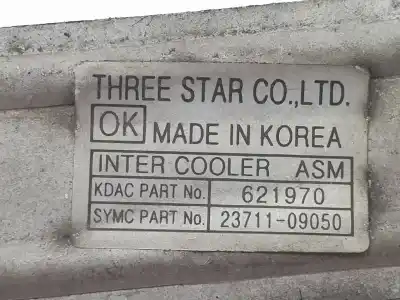 THREE STAR CO.,LTD.
OK MADE IN KOREA
INTER COOLER ASM
KDAC PART No. 621970
SYMC PART No. 23711-09050